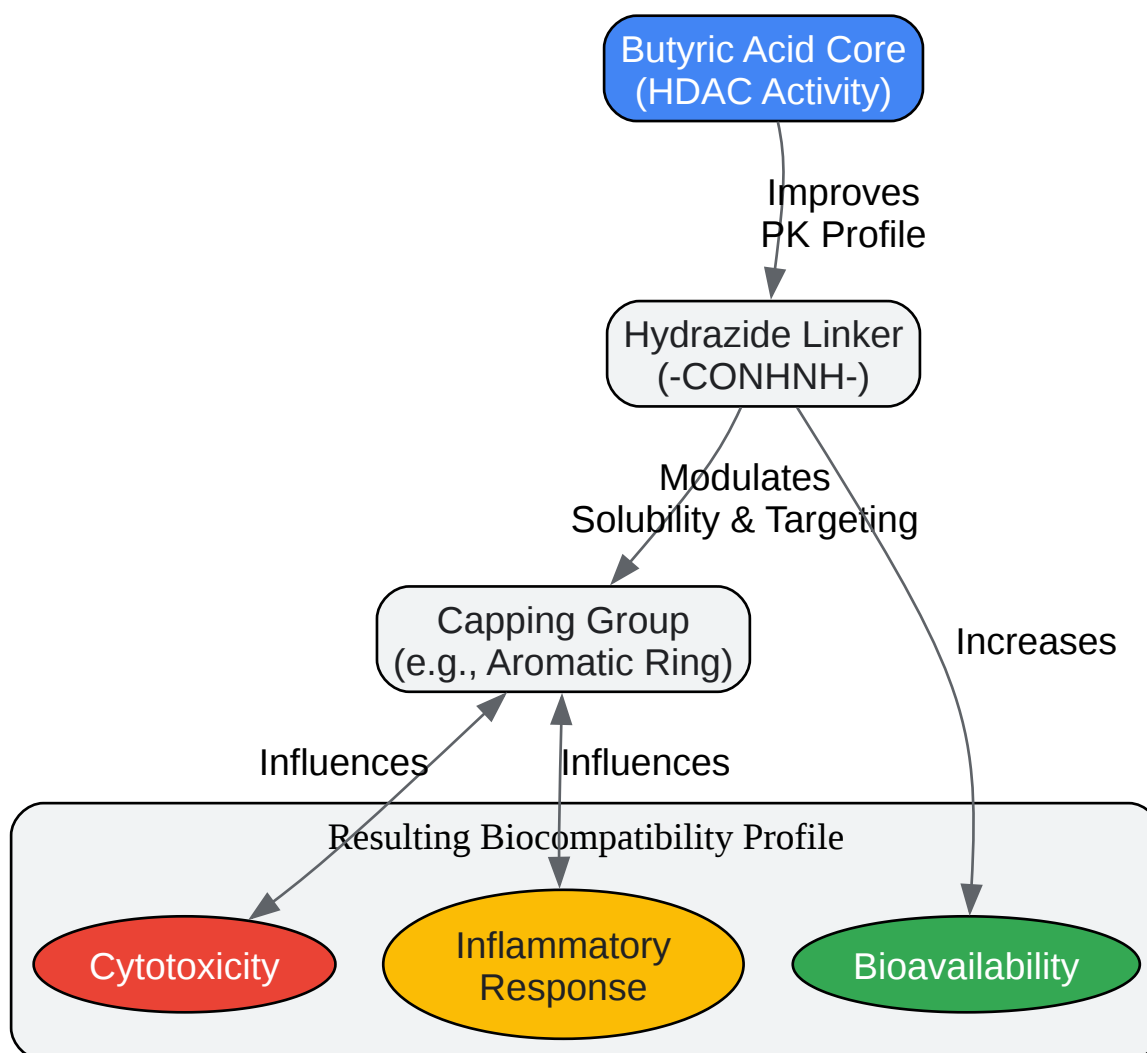 Butyric Acid Core
(HDAC Activity)
Improves
PK Profile
Hydrazide Linker
(-CONHNH-)
Modulates
Solubility & Targeting
Capping Group
(e.g., Aromatic Ring)
Increases
Influences
Influences
Resulting Biocompatibility Profile
Cytotoxicity
Inflammatory
Response
Bioavailability